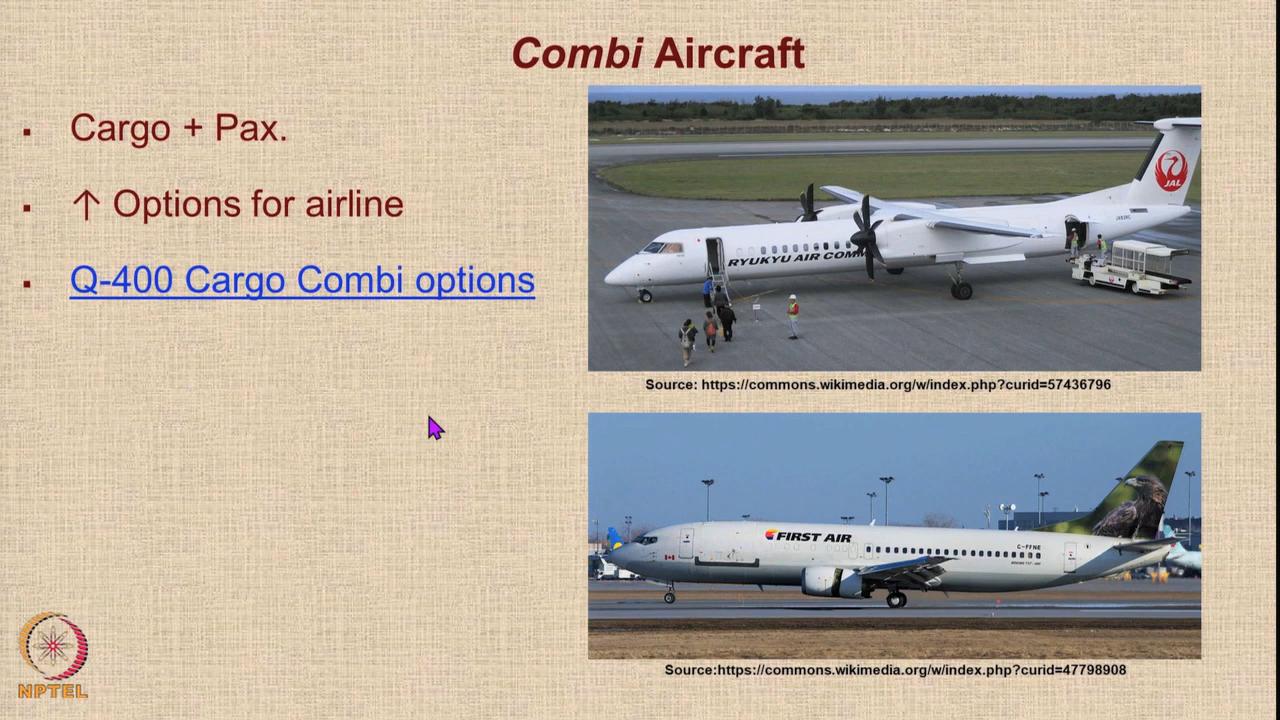 Combi Aircraft
▪ Cargo + Pax.
▪ ↑ Options for airline
▪ Q-400 Cargo Combi options
JAL
RYUKYU AIR COMM
Source: https://commons.wikimedia.org/w/index.php?curid=57436796
FIRST AIR
C-FFNE
Source:https://commons.wikimedia.org/w/index.php?curid=47798908
NPTEL